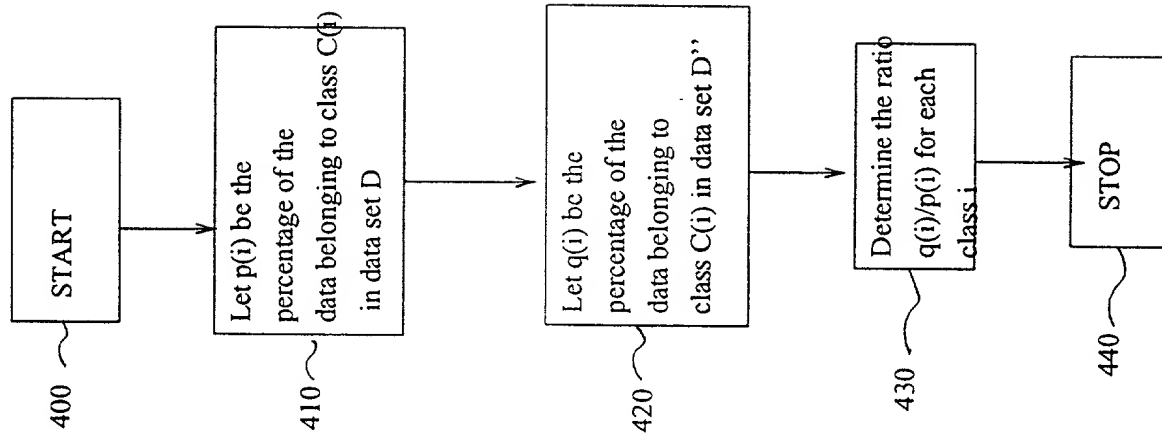 START
400
Let p(i) be the
percentage of the
data belonging to class C(i)
in data set D
410
Let q(i) be the
percentage of the
data belonging to
class C(i) in data set D’’
420
Determine the ratio
q(i)/p(i) for each
class i
430
STOP
440